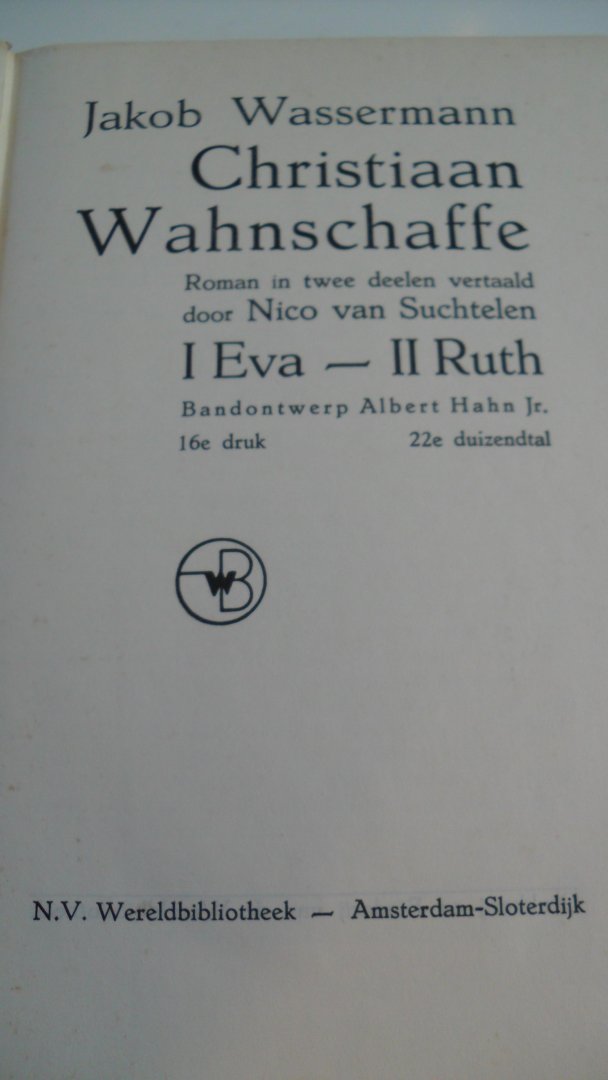 Jakob Wassermann
Christiaan
Wahnschaffe
Roman in twee deelen vertaald
door Nico van Suchtelen
I Eva — II Ruth
Bandontwerp Albert Hahn Jr.
16e druk 22e duizendtal
WB
N.V. Wereldbibliotheek — Amsterdam-Sloterdijk